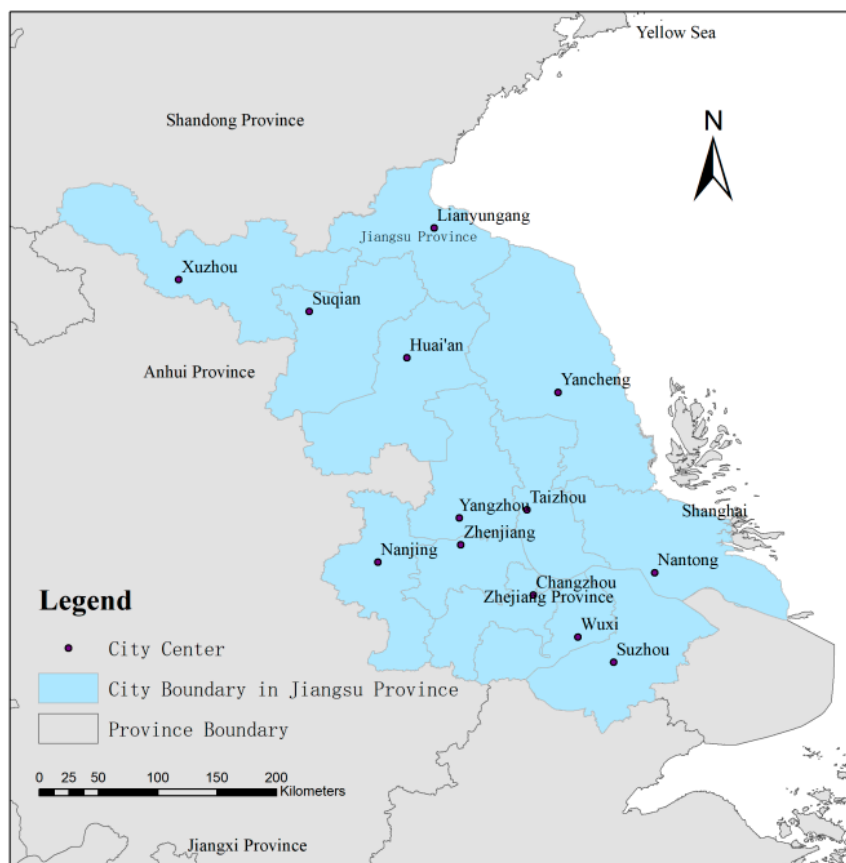 Yellow Sea
Shandong Province
N
Lianyungang
Jiangsu Province
Xuzhou
Suqian
Huai'an
Anhui Province
Yancheng
Taizhou
Yangzhou
Shanghai
Zhenjiang
Nanjing
Nantong
Changzhou
Zhejiang Province
Legend
Wuxi
City Center
Suzhou
City Boundary in Jiangsu Province
Province Boundary
0 25 50 100 150 200
Kilometers
Jiangxi Province